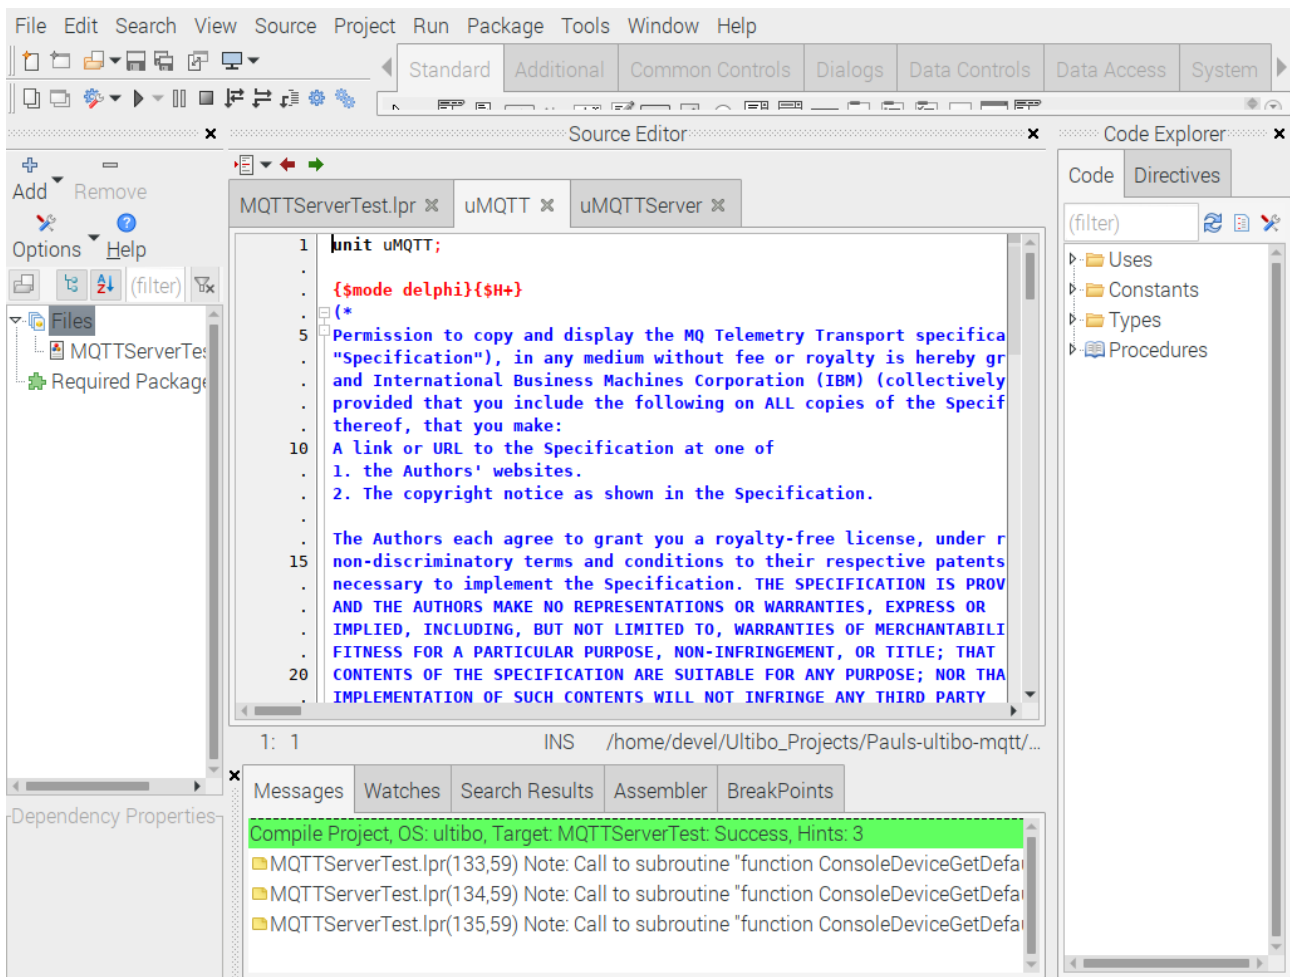 File Edit Search View Source Project Run Package Tools Window Help
Standard Additional Common Controls Dialogs Data Controls Data Access System
Source Editor
Code Explorer
Add Remove
Options Help
(filter)
Files
MQTTServerTes
Required Package
Dependency Properties
MQTTServerTest.lpr uMQTT uMQTTServer
1 unit uMQTT;
.
. {$mode delphi}{$H+}
. (*
5 Permission to copy and display the MQ Telemetry Transport specifica
. "Specification"), in any medium without fee or royalty is hereby gr
. and International Business Machines Corporation (IBM) (collectively
. provided that you include the following on ALL copies of the Specif
. thereof, that you make:
10 A link or URL to the Specification at one of
. 1. the Authors' websites.
. 2. The copyright notice as shown in the Specification.
.
. The Authors each agree to grant you a royalty-free license, under r
15 non-discriminatory terms and conditions to their respective patents
. necessary to implement the Specification. THE SPECIFICATION IS PROV
. AND THE AUTHORS MAKE NO REPRESENTATIONS OR WARRANTIES, EXPRESS OR
. IMPLIED, INCLUDING, BUT NOT LIMITED TO, WARRANTIES OF MERCHANTABILI
. FITNESS FOR A PARTICULAR PURPOSE, NON-INFRINGEMENT, OR TITLE; THAT
20 CONTENTS OF THE SPECIFICATION ARE SUITABLE FOR ANY PURPOSE; NOR THA
. IMPLEMENTATION OF SUCH CONTENTS WILL NOT INFRINGE ANY THIRD PARTY
1: 1 INS /home/devel/Ultibo_Projects/Pauls-ultibo-mqtt/...
Messages Watches Search Results Assembler BreakPoints
Compile Project, OS: ultibo, Target: MQTTServerTest: Success, Hints: 3
MQTTServerTest.lpr(133,59) Note: Call to subroutine "function ConsoleDeviceGetDefau
MQTTServerTest.lpr(134,59) Note: Call to subroutine "function ConsoleDeviceGetDefau
MQTTServerTest.lpr(135,59) Note: Call to subroutine "function ConsoleDeviceGetDefau
Code Directives
(filter)
Uses
Constants
Types
Procedures